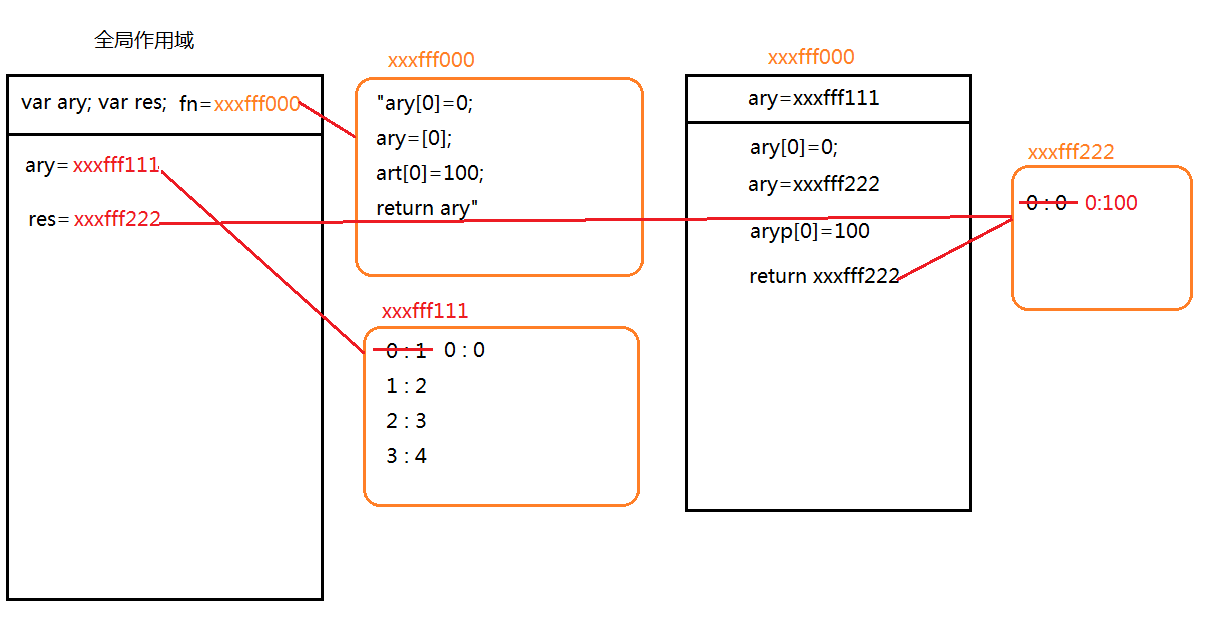 全局作用域
var ary; var res; fn=xxxfff000
ary= xxxfff111
res= xxxfff222
xxxfff000
"ary[0]=0;
ary=[0];
art[0]=100;
return ary"
xxxfff111
0 : 1 0 : 0
1 : 2
2 : 3
3 : 4
xxxfff000
ary=xxxfff111
ary[0]=0;
ary=xxxfff222
aryp[0]=100
return xxxfff222
xxxfff222
0 : 0 0:100